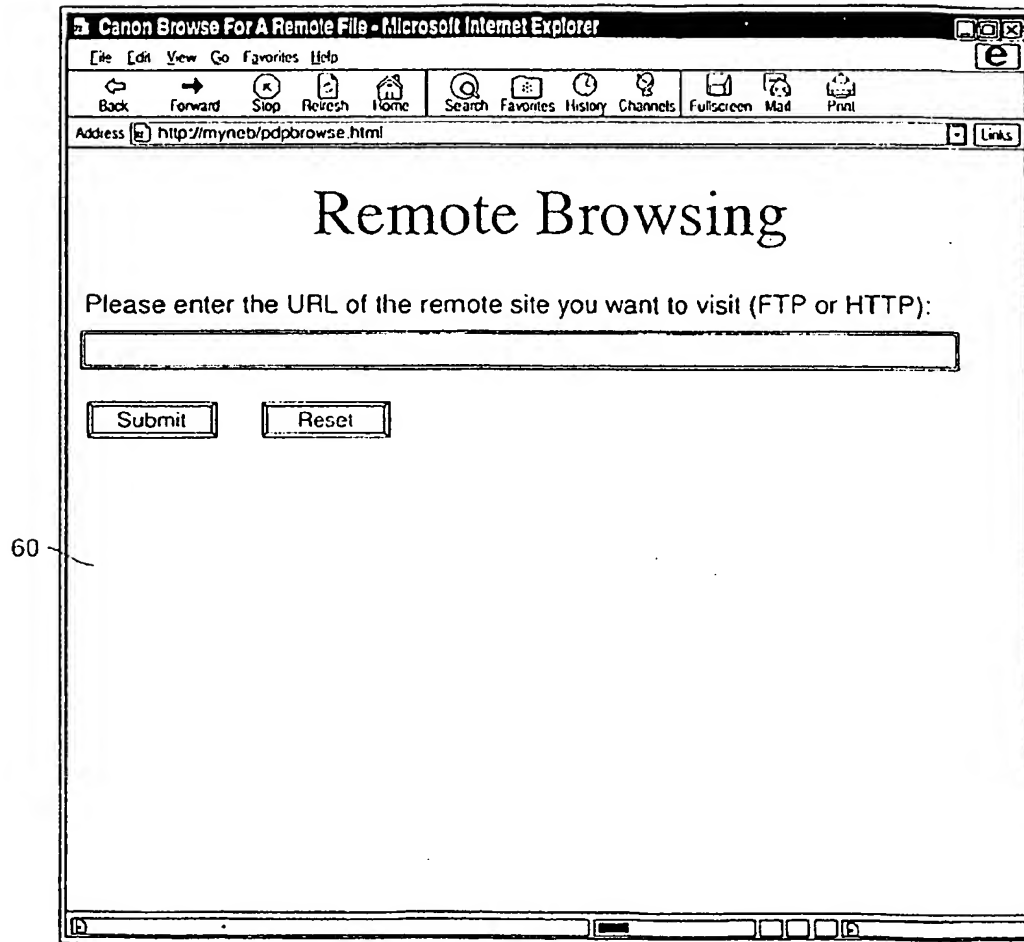 Canon Browse For A Remote File - Microsoft Internet Explorer
File Edit View Go Favorites Help
Back Forward Stop Refresh Home Search Favorites History Channels Fullscreen Mail Print
Address http://myneb/pdpbrowse.html Links
Remote Browsing
Please enter the URL of the remote site you want to visit (FTP or HTTP):
Submit Reset
60